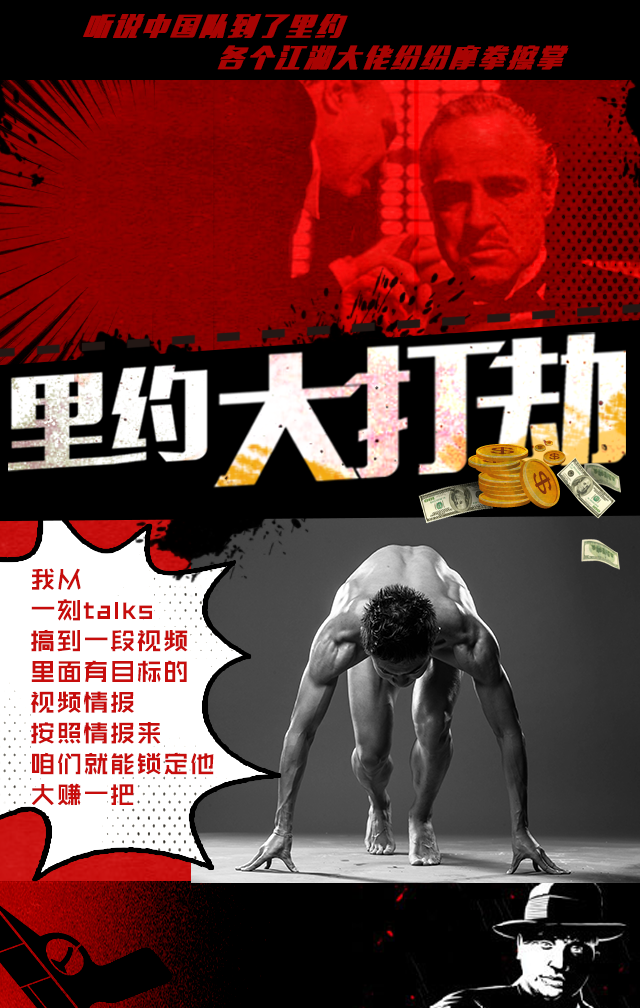 听说中国队到了里约
各个江湖大佬纷纷摩拳擦掌
里约大打劫
我从
一刻talks
搞到一段视频
里面有目标的
视频情报
按照情报来
咱们就能锁定他
大赚一把